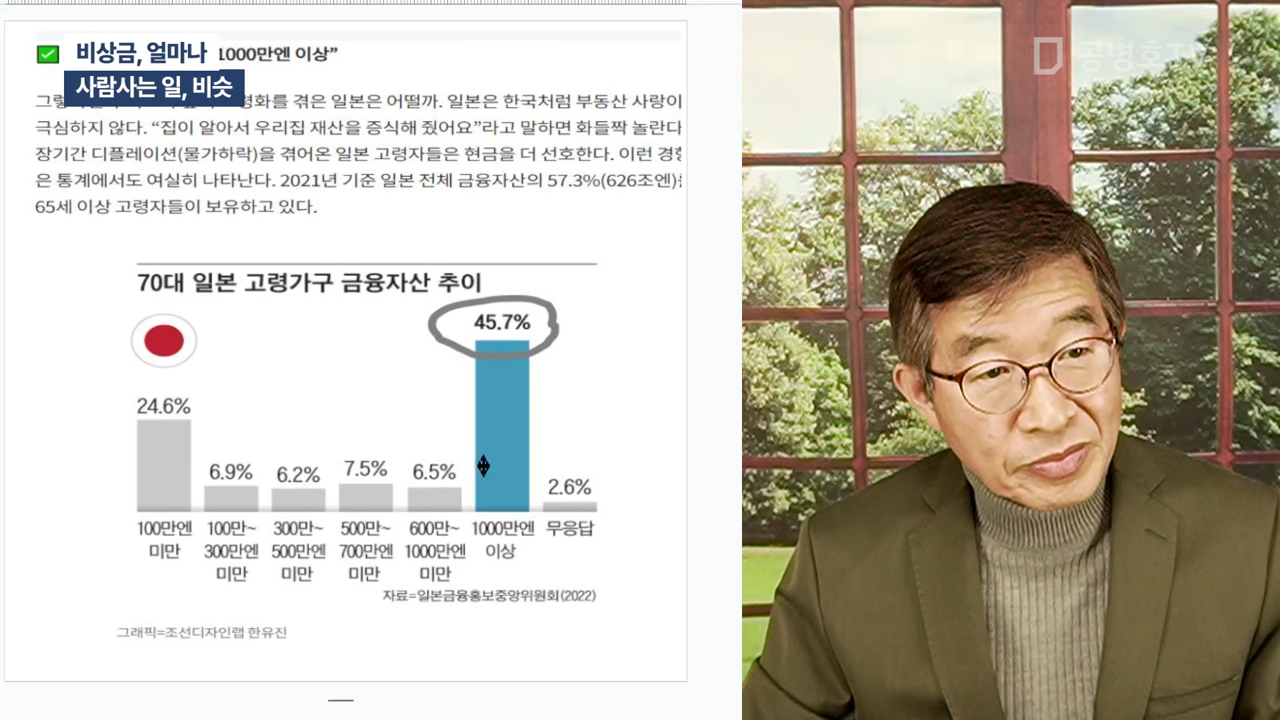 비상금, 얼마나
1000만엔 이상”
사람사는 일, 비슷
화를 겪은 일본은 어떨까. 일본은 한국처럼 부동산 사랑이
극심하지 않다. “집이 알아서 우리집 재산을 증식해 줬어요”라고 말하면 화들짝 놀란다
장기간 디플레이션(물가하락)을 겪어온 일본 고령자들은 현금을 더 선호한다. 이런
은 통계에서도 여실히 나타난다. 2021년 기준 일본 전체 금융자산의 57.3%(626조엔)
65세 이상 고령자들이 보유하고 있다.
70대 일본 고령가구 금융자산 추이
45.7%
24.6%
6.9%
6.2%
7.5%
6.5%
2.6%
100만엔 100만~ 300만~ 500만~ 600만~ 1000만엔 무응답
미만 300만엔 500만엔 700만엔 1000만엔 이상
미만 미만 미만 미만
자료=일본금융홍보중앙위원회(2022)
그래픽=조선디자인랩 한유진
공병호TV